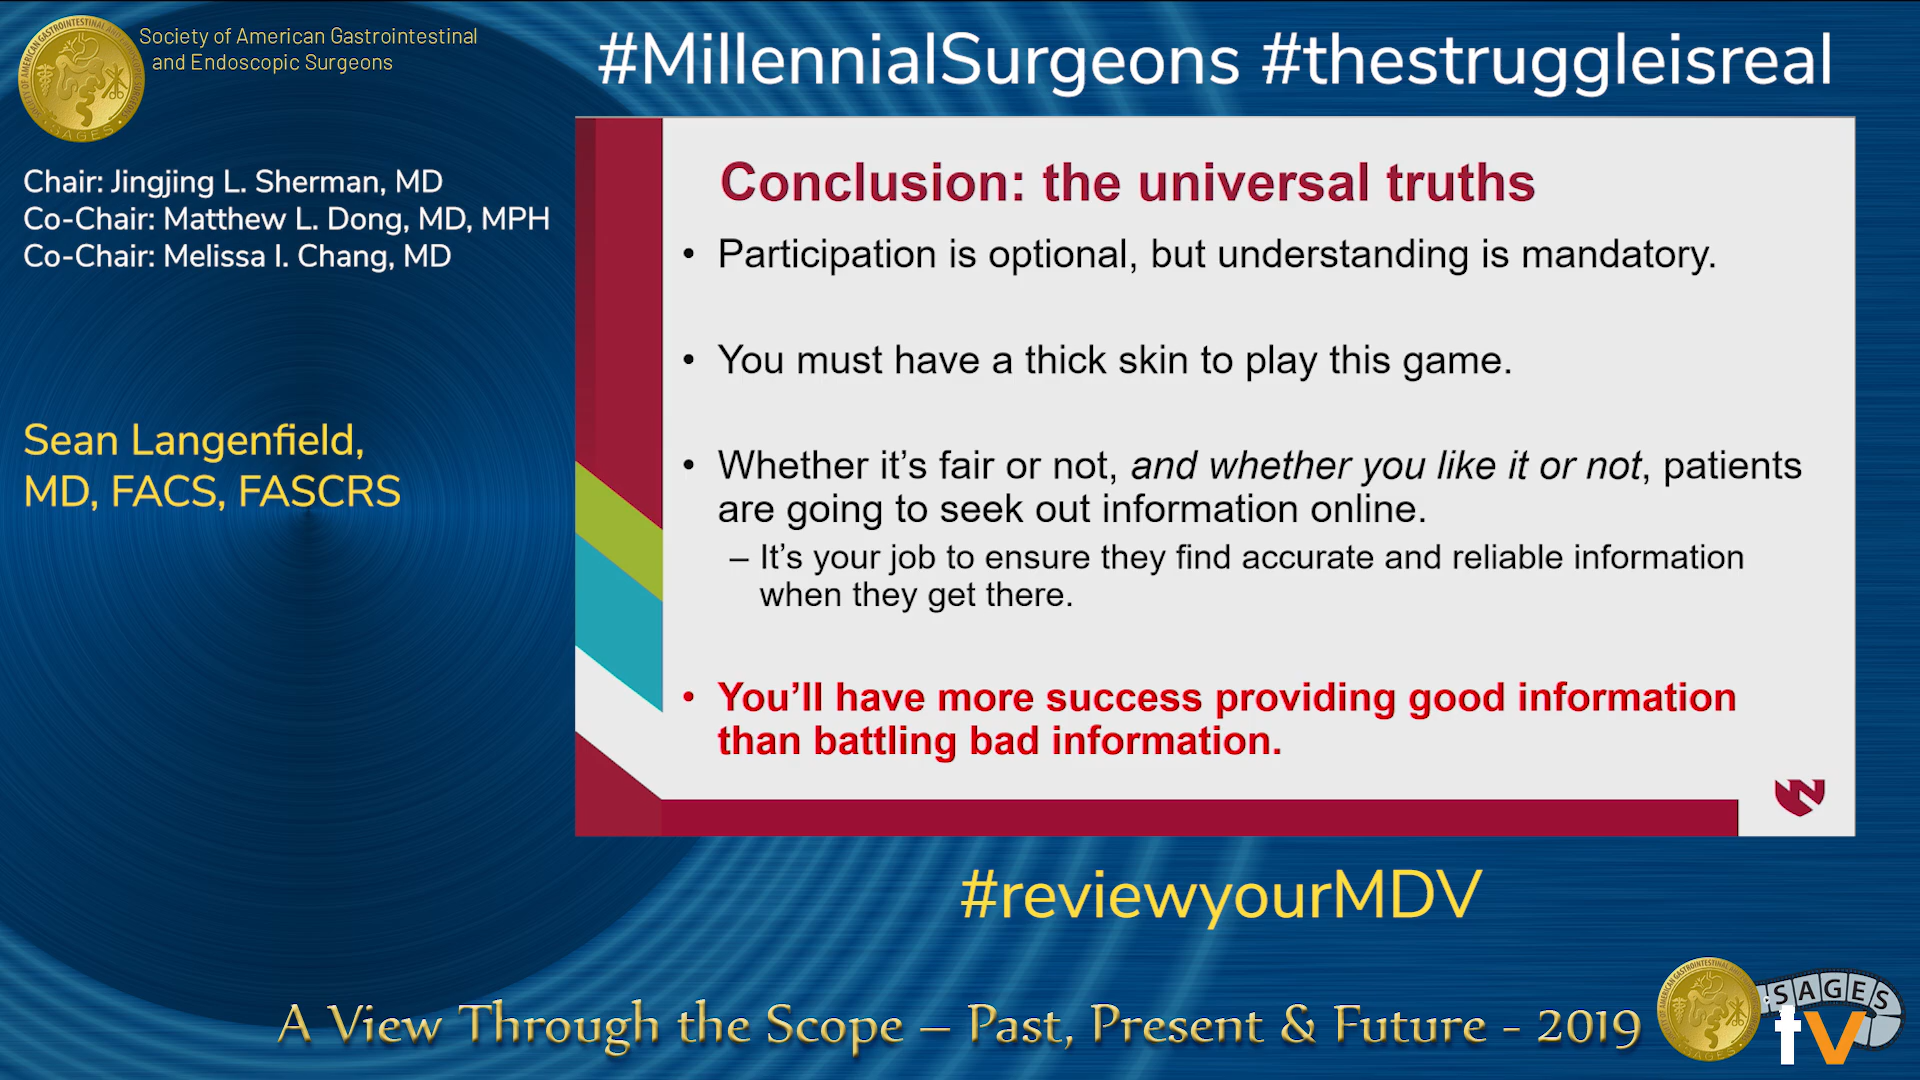 Society of American Gastrointestinal
and Endoscopic Surgeons
#MillennialSurgeons #thestruggleisreal
Chair: Jingjing L. Sherman, MD
Co-Chair: Matthew L. Dong, MD, MPH
Co-Chair: Melissa I. Chang, MD
Sean Langenfield,
MD, FACS, FASCRS
Conclusion: the universal truths
• Participation is optional, but understanding is mandatory.
• You must have a thick skin to play this game.
• Whether it’s fair or not, and whether you like it or not, patients
are going to seek out information online.
– It’s your job to ensure they find accurate and reliable information
when they get there.
• You’ll have more success providing good information
than battling bad information.
#reviewyourMDV
A View Through the Scope – Past, Present & Future - 2019
SAGES
tv